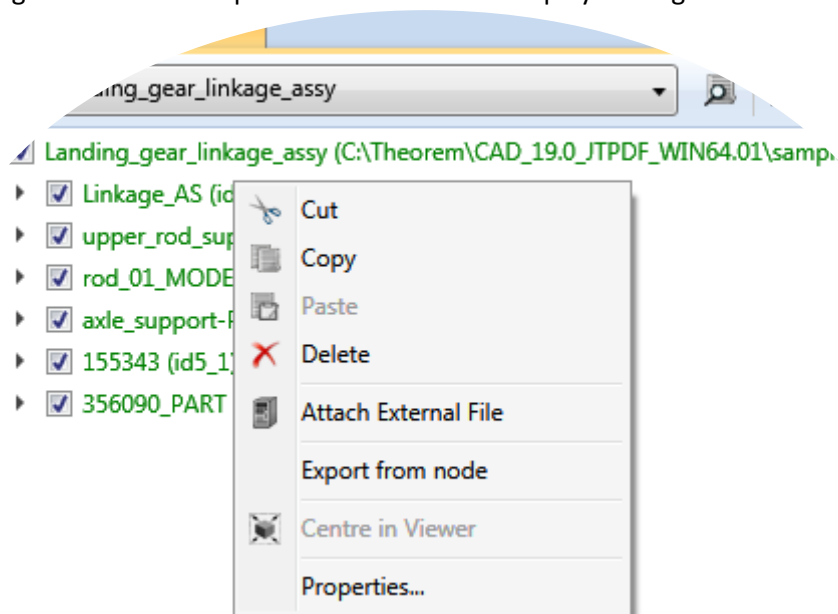 Landing_gear_linkage_assy (C:\Theorem\CAD_19.0_JTPDF_WIN64.01\samp
Linkage_AS (id
upper_rod_sup
rod_01_MODE
axle_support-
155343 (id5_1)
356090_PART
Cut
Copy
Paste
Delete
Attach External File
Export from node
Centre in Viewer
Properties...